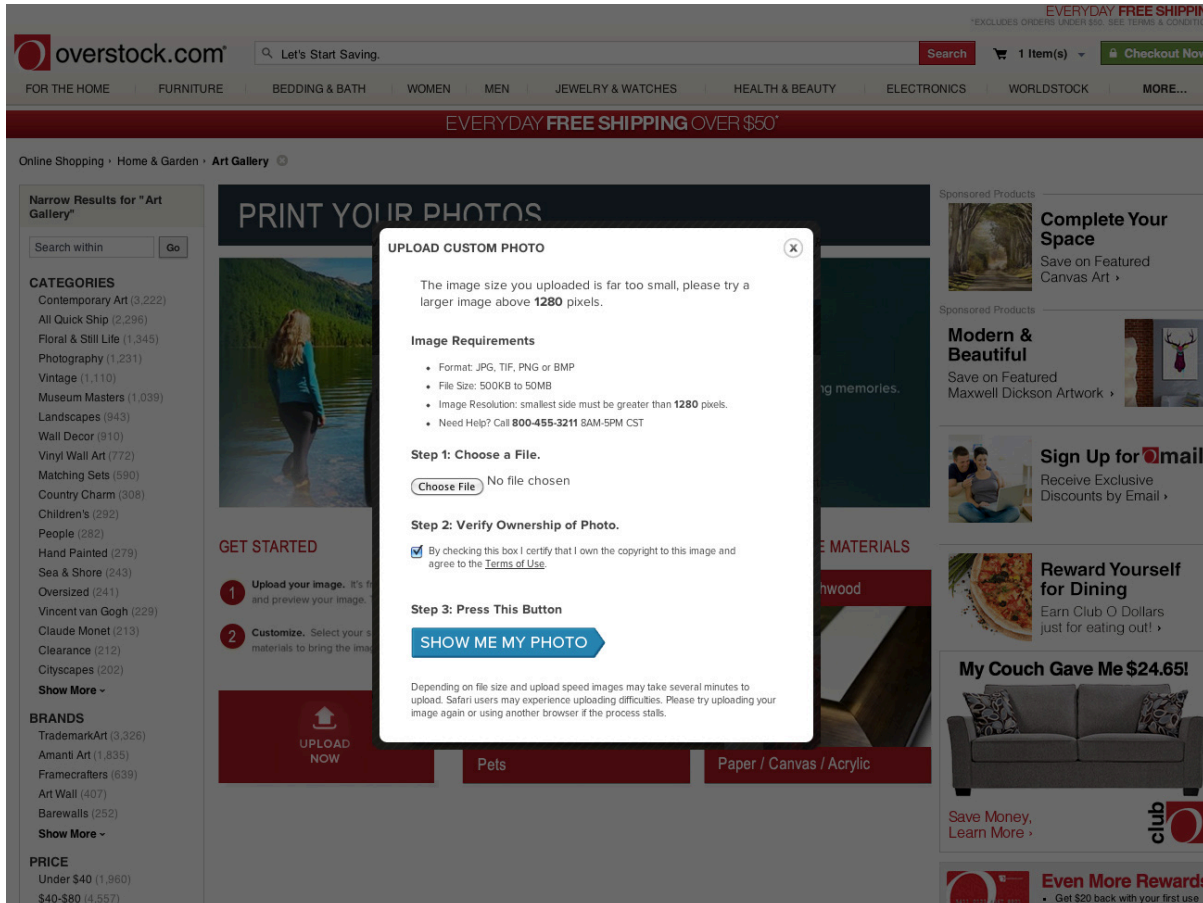 EVERYDAY FREE SHIPPIN
*EXCLUDES ORDERS UNDER $50. SEE TERMS & CONDITIO
overstock.com
Let's Start Saving.
Search
1 Item(s)
Checkout Now
FOR THE HOME
FURNITURE
BEDDING & BATH
WOMEN
MEN
JEWELRY & WATCHES
HEALTH & BEAUTY
ELECTRONICS
WORLDSTOCK
MORE...
EVERYDAY FREE SHIPPING OVER $50*
Online Shopping › Home & Garden › Art Gallery
Narrow Results for "Art
Gallery"
Search within
Go
CATEGORIES
Contemporary Art (3,222)
All Quick Ship (2,296)
Floral & Still Life (1,345)
Photography (1,231)
Vintage (1,110)
Museum Masters (1,039)
Landscapes (943)
Wall Decor (910)
Vinyl Wall Art (772)
Matching Sets (590)
Country Charm (308)
Children's (292)
People (282)
Hand Painted (279)
Sea & Shore (243)
Oversized (241)
Vincent van Gogh (229)
Claude Monet (213)
Clearance (212)
Cityscapes (202)
Show More
BRANDS
TrademarkArt (3,326)
Amanti Art (1,835)
Framecrafters (639)
Art Wall (407)
Barewalls (252)
Show More
PRICE
Under $40 (1,960)
$40-$80 (4,557)
PRINT YOUR PHOTOS
ng memories.
GET STARTED
1
Upload your image. It's fr
and preview your image.
2
Customize. Select your s
materials to bring the ima
UPLOAD
NOW
Pets
E MATERIALS
hwood
Paper / Canvas / Acrylic
UPLOAD CUSTOM PHOTO
x
The image size you uploaded is far too small, please try a
larger image above 1280 pixels.
Image Requirements
• Format: JPG, TIF, PNG or BMP
• File Size: 500KB to 50MB
• Image Resolution: smallest side must be greater than 1280 pixels.
• Need Help? Call 800-455-3211 8AM-5PM CST
Step 1: Choose a File.
Choose File No file chosen
Step 2: Verify Ownership of Photo.
By checking this box I certify that I own the copyright to this image and
agree to the Terms of Use.
Step 3: Press This Button
SHOW ME MY PHOTO
Depending on file size and upload speed images may take several minutes to
upload. Safari users may experience uploading difficulties. Please try uploading your
image again or using another browser if the process stalls.
Sponsored Products
Complete Your
Space
Save on Featured
Canvas Art ›
Sponsored Products
Modern &
Beautiful
Save on Featured
Maxwell Dickson Artwork ›
Sign Up for Omail
Receive Exclusive
Discounts by Email ›
Reward Yourself
for Dining
Earn Club O Dollars
just for eating out! ›
My Couch Gave Me $24.65!
Save Money,
Learn More ›
club O
Even More Rewards
• Get $20 back with your first use.